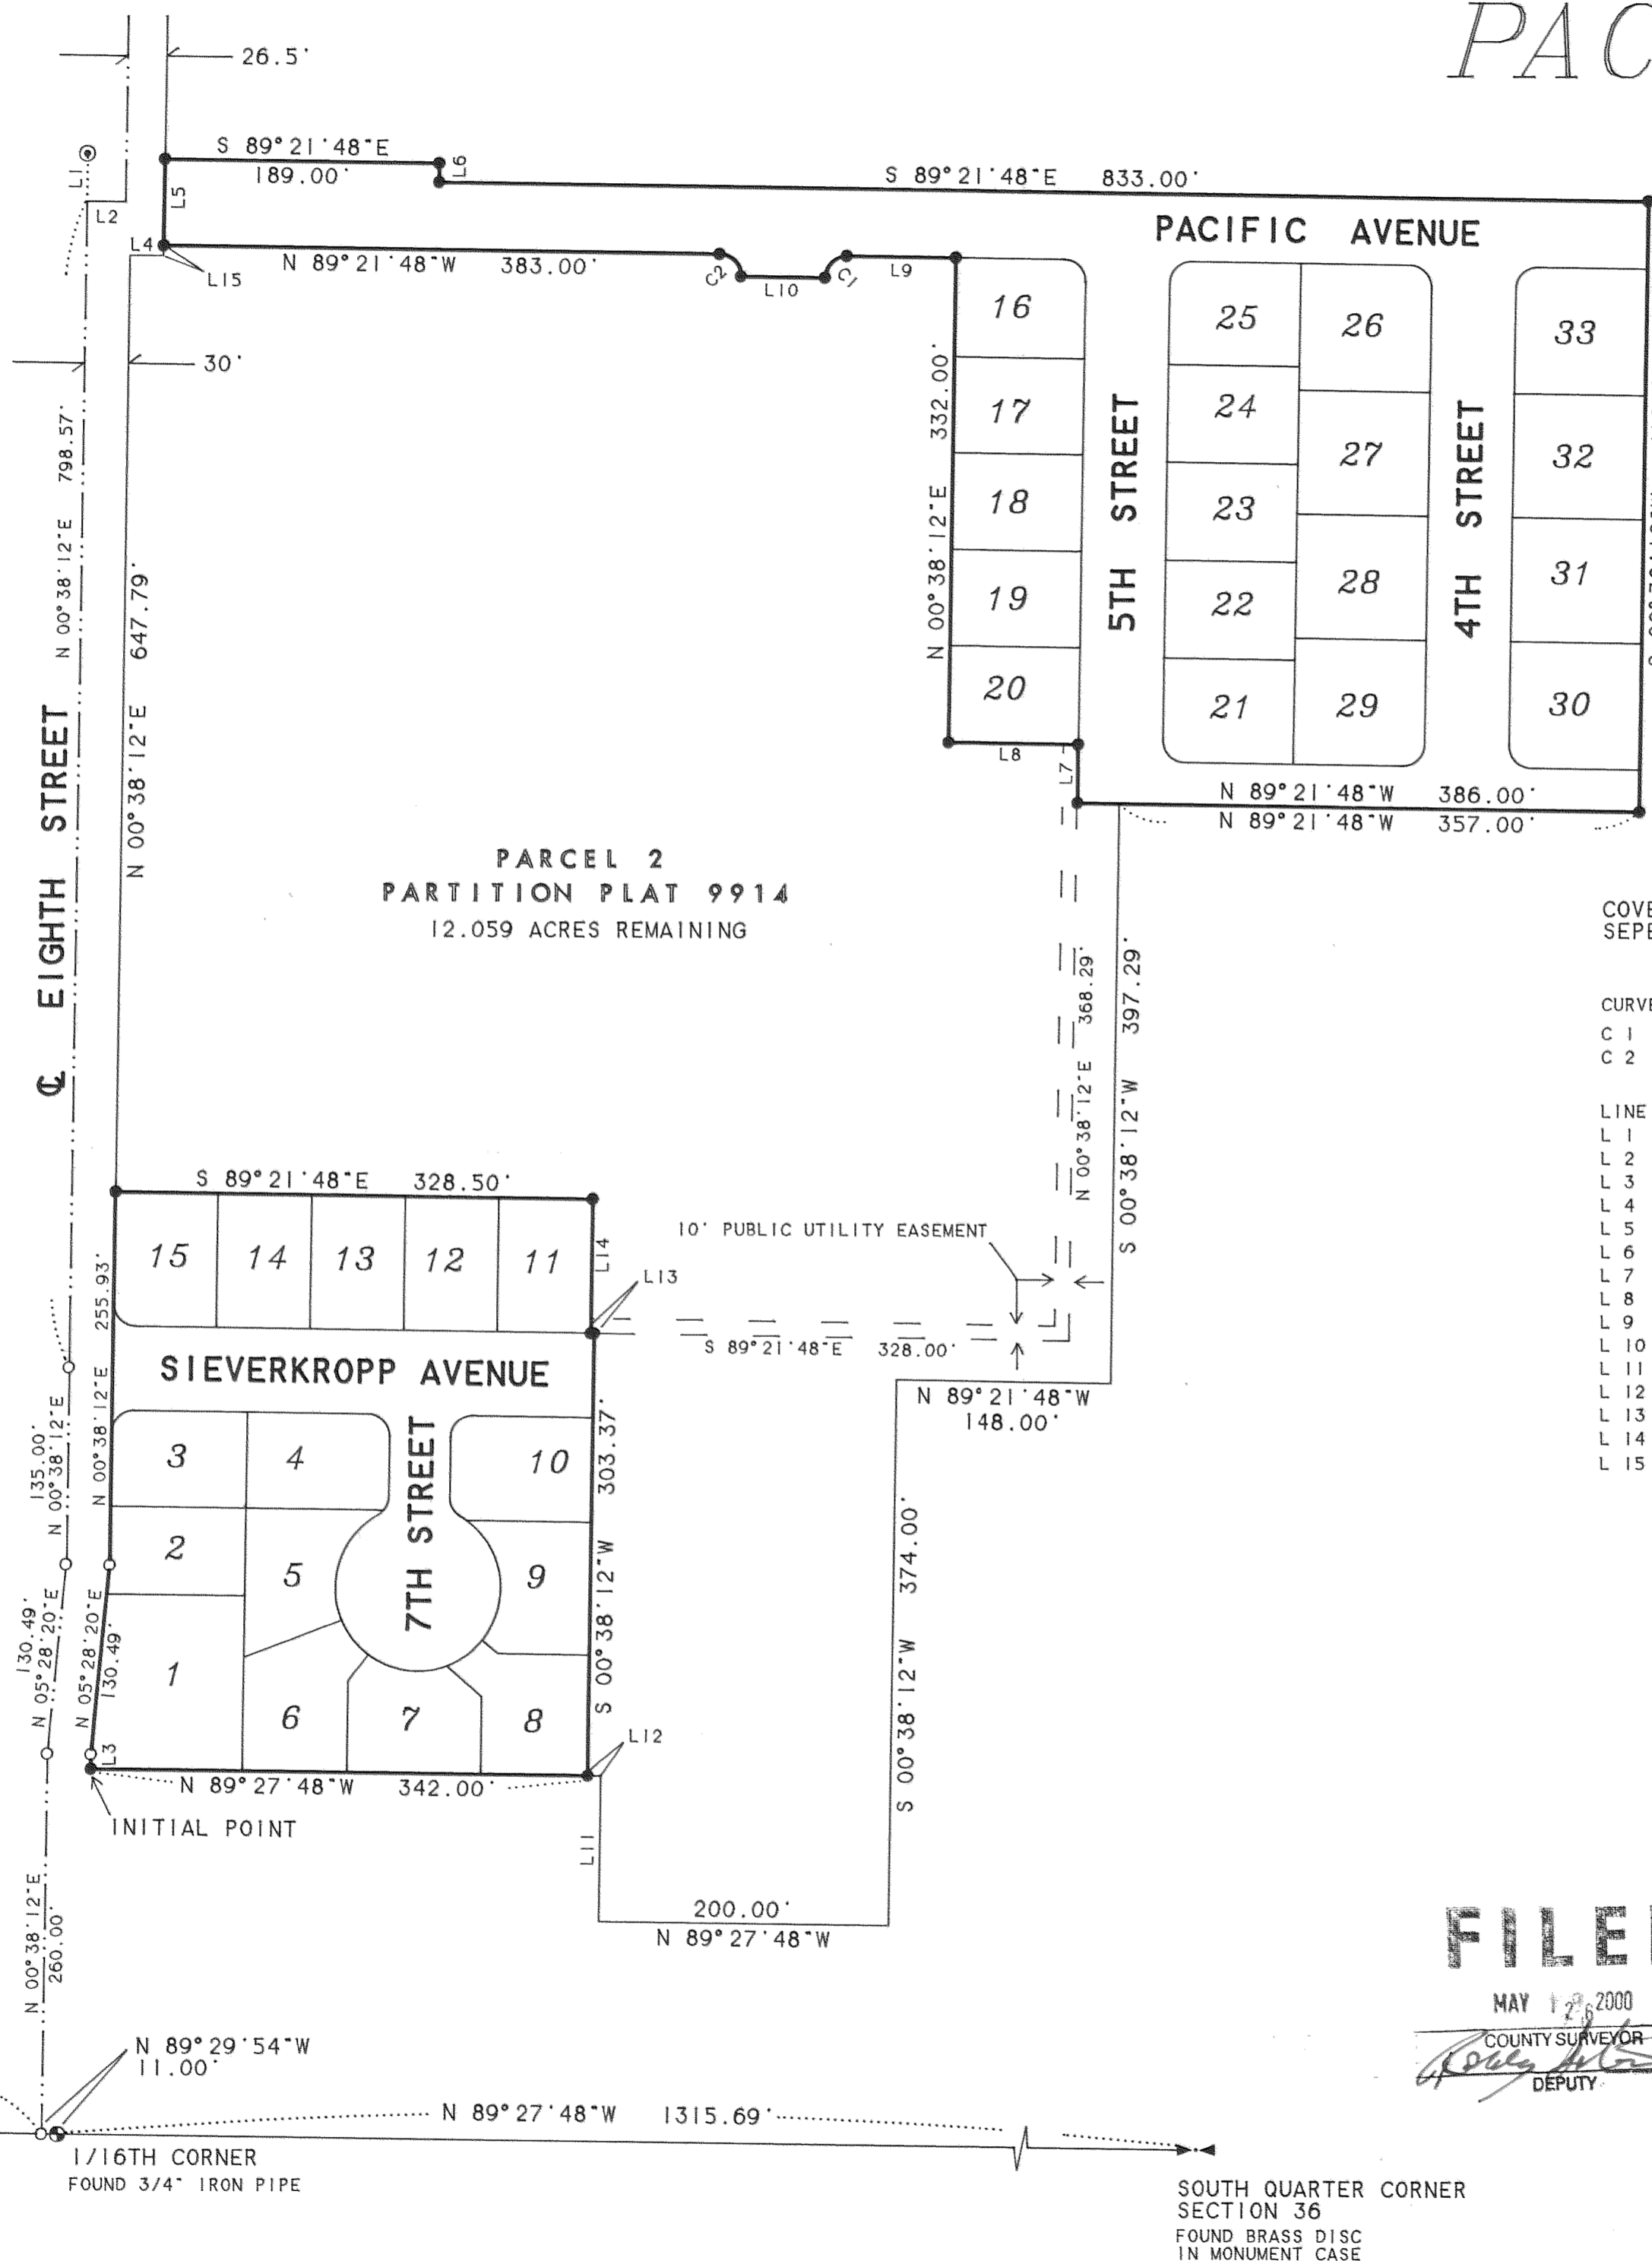 PAC
26.5'
S 89°21'48"E
189.00'
L1
L2
L5
L6
L4
L15
S 89°21'48"E 833.00'
PACIFIC AVENUE
N 89°21'48"W 383.00'
C2
L10
C1
L9
30'
N 00°38'12"E 798.57'
N 00°38'12"E 647.79'
℄ EIGHTH STREET
N 00°38'12"E 332.00'
16
17
18
19
20
5TH STREET
25
24
23
22
21
26
27
28
29
4TH STREET
33
32
31
30
L8
L7
N 89°21'48"W 386.00'
N 89°21'48"W 357.00'
PARCEL 2
PARTITION PLAT 9914
12.059 ACRES REMAINING
N 00°38'12"E 368.29'
S 00°38'12"W 397.29'
COVE
SEPE
CURVE
C 1
C 2
LINE
L 1
L 2
L 3
L 4
L 5
L 6
L 7
L 8
L 9
L 10
L 11
L 12
L 13
L 14
L 15
S 89°21'48"E 328.50'
15
14
13
12
11
L14
L13
10' PUBLIC UTILITY EASEMENT
S 89°21'48"E 328.00'
N 89°21'48"W
148.00'
N 00°38'12"E 255.93'
SIEVERKROPP AVENUE
135.00'
N 00°38'12"E
3
4
7TH STREET
10
2
5
9
1
6
7
8
S 00°38'12"W 303.37'
S 00°38'12"W 374.00'
130.49'
N 05°28'20"E
N 05°28'20"E
130.49'
L3
L12
N 89°27'48"W 342.00'
INITIAL POINT
L11
200.00'
N 89°27'48"W
N 00°38'12"E
260.00'
FILE
MAY 2000
COUNTY SURVEYOR
DEPUTY
N 89°29'54"W
11.00'
N 89°27'48"W 1315.69'
1/16TH CORNER
FOUND 3/4" IRON PIPE
SOUTH QUARTER CORNER
SECTION 36
FOUND BRASS DISC
IN MONUMENT CASE